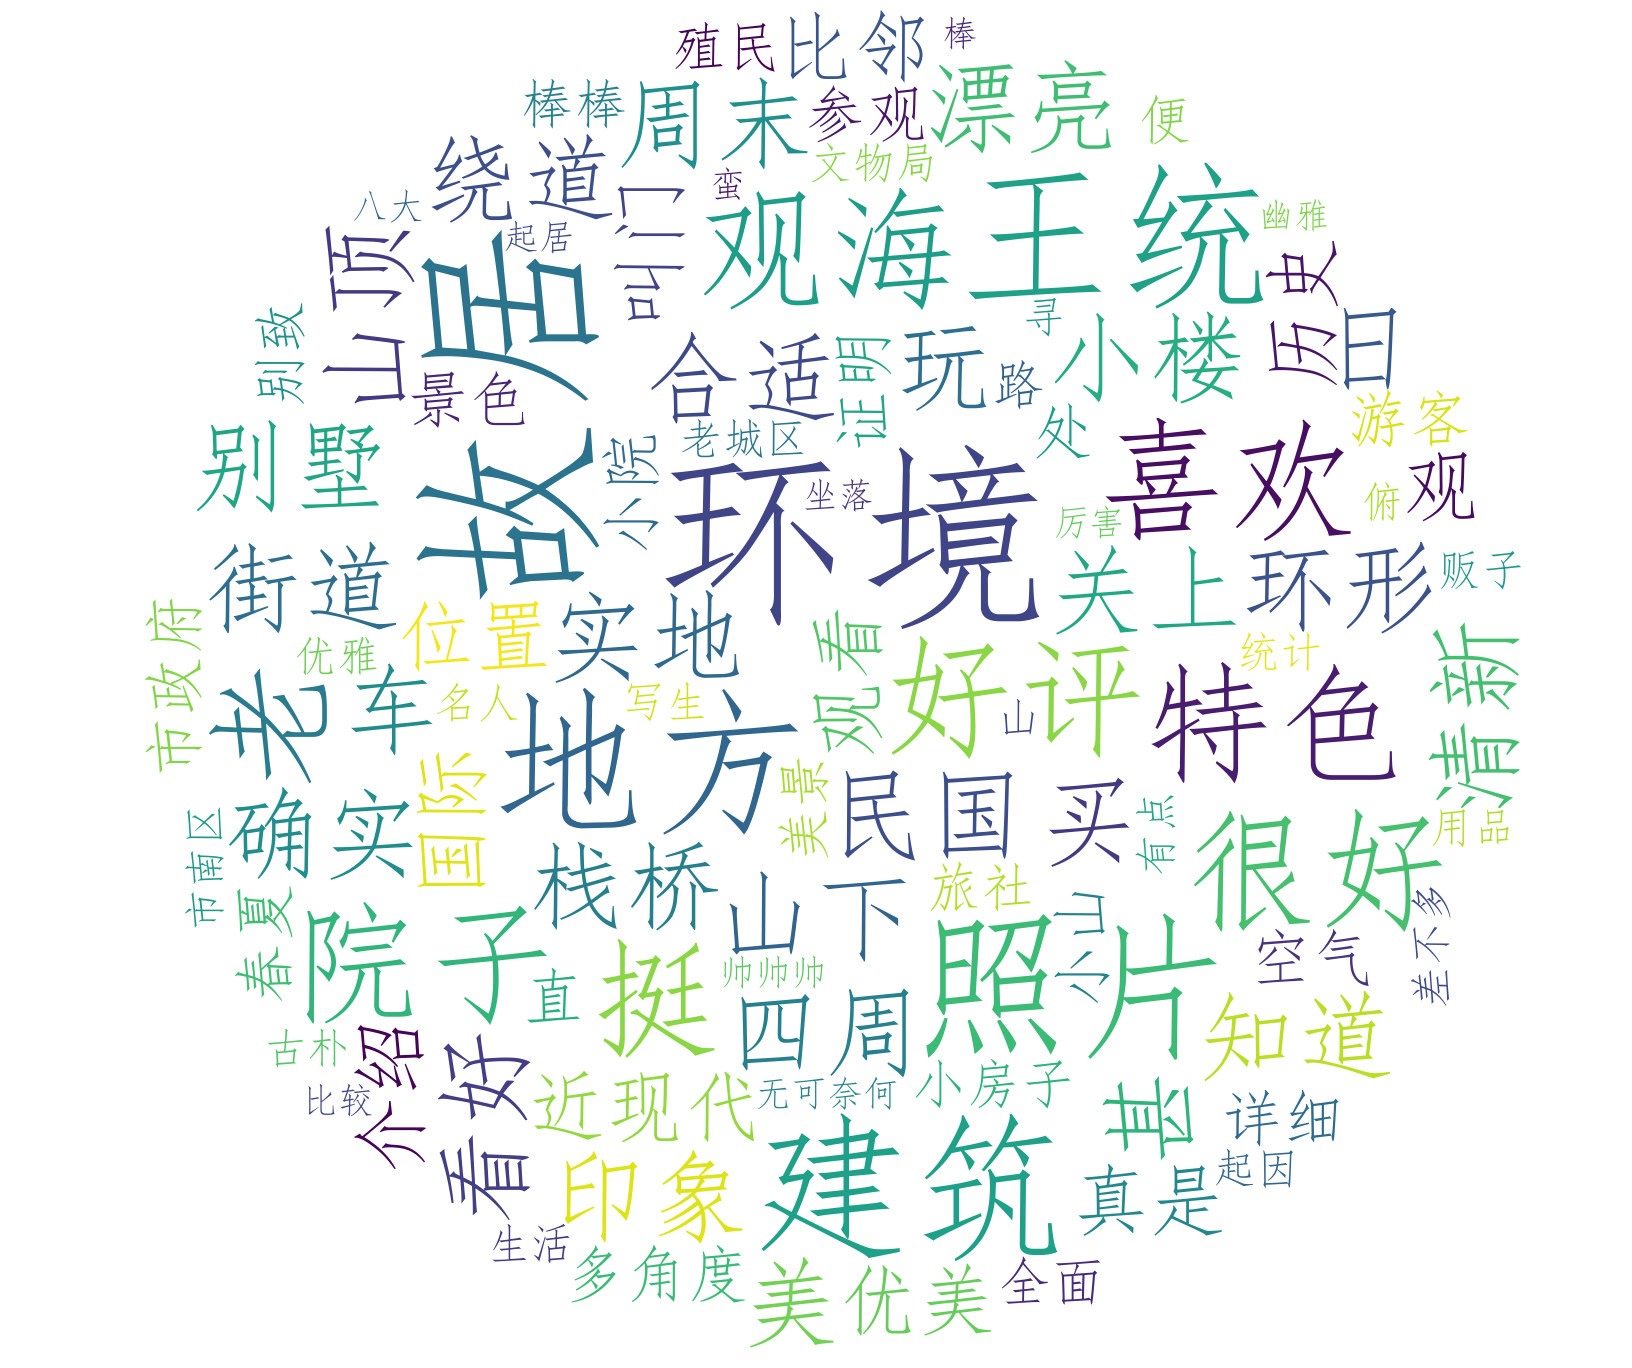 殖民
比邻
棒
棒棒
周末
参观
漂亮
便
绕道
叫门
蛮
文物局
八大
起居
观海
王统
幽雅
山顶
故居
历史
口
别致
景色
合适
证明
玩
寻
路
小楼
处
游客
别墅
小院
老城区
环境
坐落
喜欢
厉害
俯
观
街道
位置
实地
关上
环形
贩子
市政府
优雅
老
车
名人
写生
观看
好评
统计
山
特色
清新
国际
地方
美景
民国
买
有点
用品
市南区
确实
栈桥
旅社
很好
春夏
院子
直
挺
山下
帅帅帅
照片
小山
空气
差不多
四周
知道
古朴
介绍
看好
近现代
无可奈何
小房子
甚
详细
比较
印象
建筑
真是
起因
生活
多角度
美
优美
全面